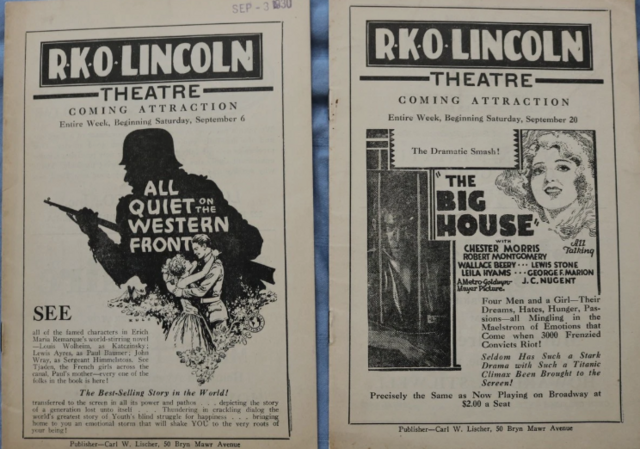 SEP - 3 1930
R·K·O·LINCOLN
THEATRE
COMING ATTRACTION
Entire Week, Beginning Saturday, September 6
ALL
QUIET ON THE
WESTERN
FRONT
SEE
all of the famed characters in Erich
Maria Remarque's world-stirring novel
—Louis Wolheim, as Katczinsky;
Lewis Ayres, as Paul Bäumer; John
Wray, as Sergeant Himmelstoss. See
Tjaden, the French girls across the
canal, Paul's mother—every one of the
folks in the book is here!
The Best-Selling Story in the World!
transferred to the screen in all its power and pathos . . . depicting the story
of a generation lost unto itself . . . Thundering in crackling dialog the
world's greatest story of Youth's blind struggle for happiness . . . bringing
home to you an emotional storm that will shake YOU to the very roots of
your being!
Publisher—Carl W. Lischer, 50 Bryn Mawr Avenue
R·K·O·LINCOLN
THEATRE
COMING ATTRACTION
Entire Week, Beginning Saturday, September 20
The Dramatic Smash!
"THE
BIG
HOUSE"
WITH
CHESTER MORRIS
ROBERT MONTGOMERY
WALLACE BEERY ··· LEWIS STONE
LEILA HYAMS ··· GEORGE F. MARION
J.C. NUGENT
A Metro-Goldwyn-
Mayer Picture.
All
Talking
Four Men and a Girl—Their
Dreams, Hates, Hunger, Pas-
sions—all Mingling in the
Maelstrom of Emotions that
Come when 3000 Frenzied
Convicts Riot!
Seldom Has Such a Stark
Drama with Such a Titanic
Climax Been Brought to the
Screen!
Precisely the Same as Now Playing on Broadway at
$2.00 a Seat
Publisher—Carl W. Lischer, 50 Bryn Mawr Avenue